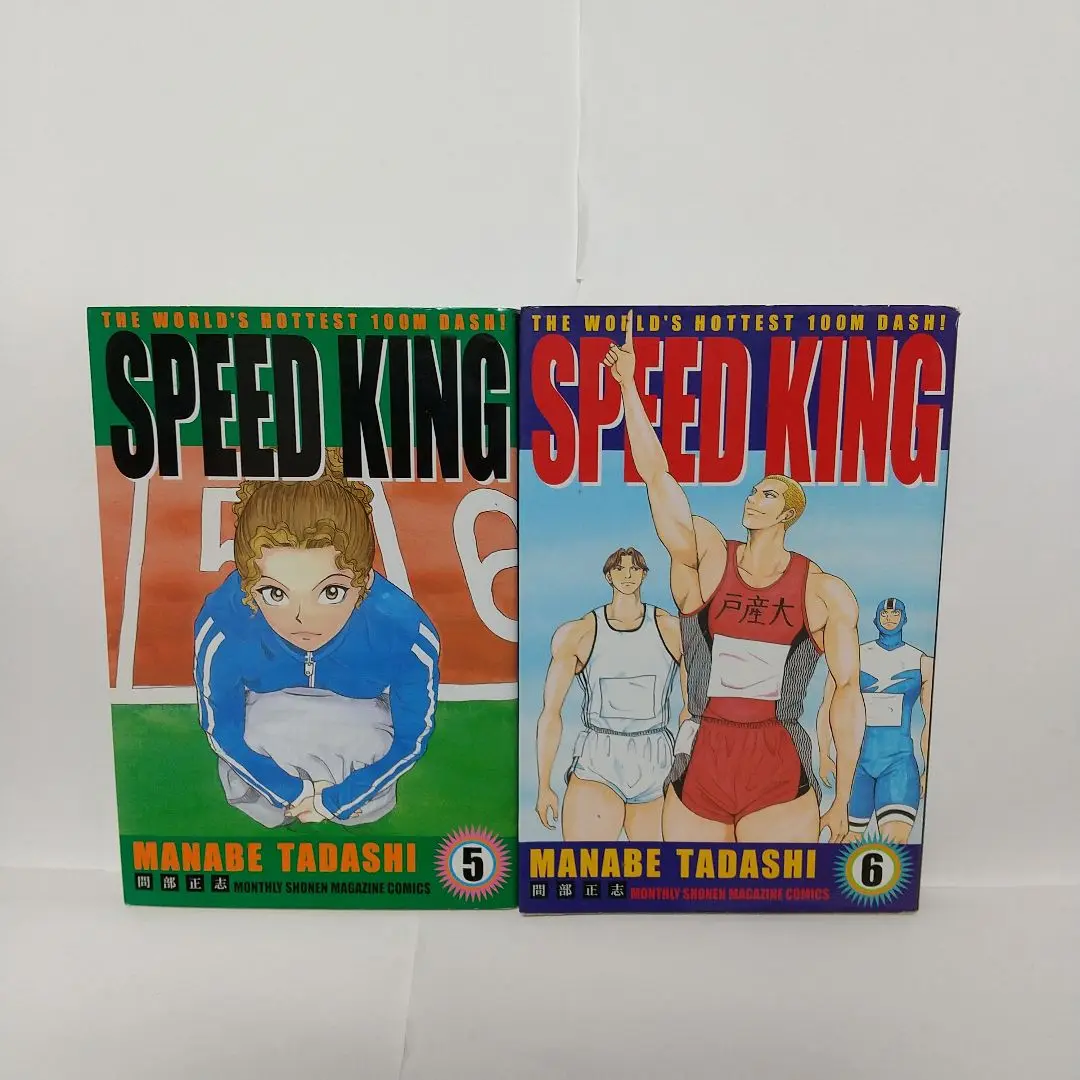 THE WORLD'S HOTTEST 100M DASH!
SPEED KING
5
6
MANABE TADASHI
間部正志 MONTHLY SHONEN MAGAZINE COMICS
5
THE WORLD'S HOTTEST 100M DASH!
SPEED KING
戸産大
MANABE TADASHI
間部正志 MONTHLY SHONEN MAGAZINE COMICS
6